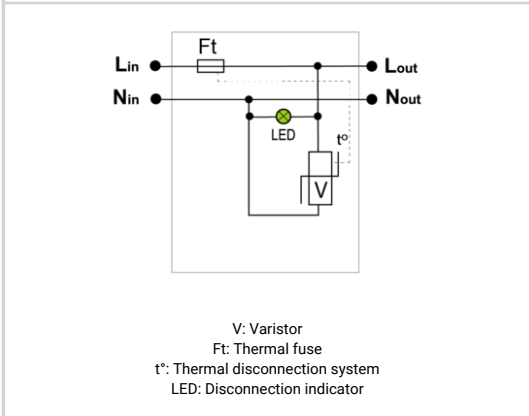 Ft
Lin
Lout
Nin
Nout
LED
t°
V
V: Varistor
Ft: Thermal fuse
t°: Thermal disconnection system
LED: Disconnection indicator